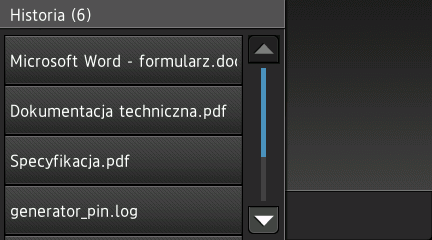 Historia (6)
Microsoft Word - formularz.doc
Dokumentacja techniczna.pdf
Specyfikacja.pdf
generator_pin.log